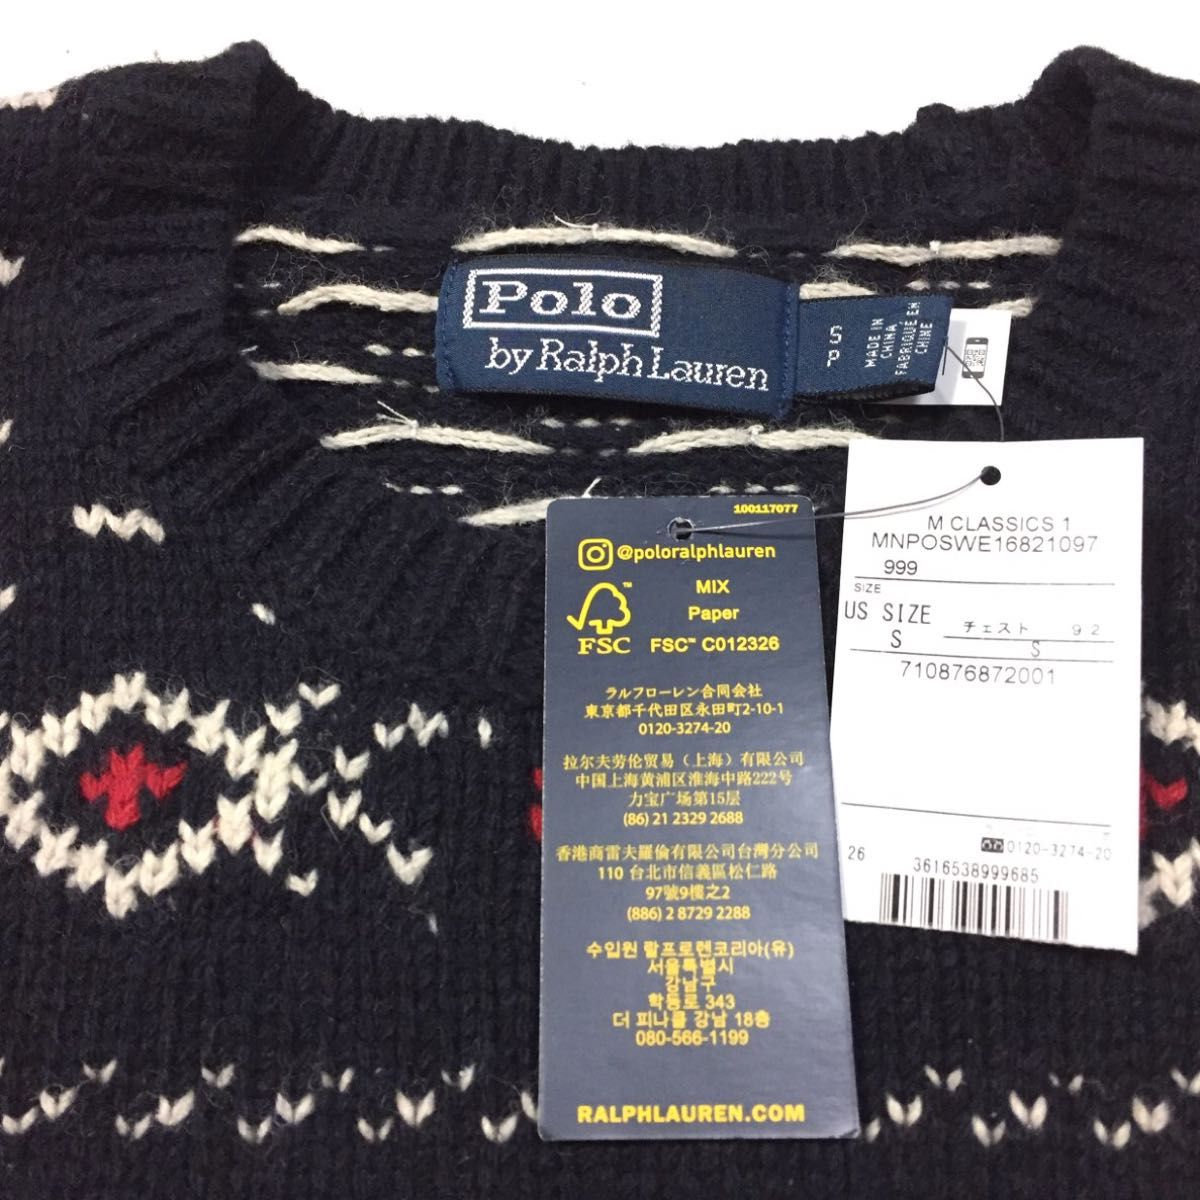 Polo
by Ralph Lauren
S
P
MADE IN
CHINA
FABRIQUÉ EN
CHINE
100117077
@poloralphlauren
MIX
Paper
FSC™ C012326
FSC
ラルフローレン合同会社
東京都千代田区永田町2-10-1
0120-3274-20
拉尔夫劳伦贸易（上海）有限公司
中国上海黄浦区淮海中路222号
力宝广场第15层
(86) 21 2329 2688
香港商雷夫羅倫有限公司台灣分公司
110 台北市信義區松仁路
97號9樓之2
(886) 2 8729 2288
수입원 랄프로렌코리아(유)
서울특별시
강남구
학동로 343
더 피나클 강남 18층
080-566-1199
RALPHLAUREN.COM
M CLASSICS 1
MNPOSWE16821097
999
SIZE
US SIZE
S
チェスト 92
S
710876872001
0120-3274-20
26
3616538999685